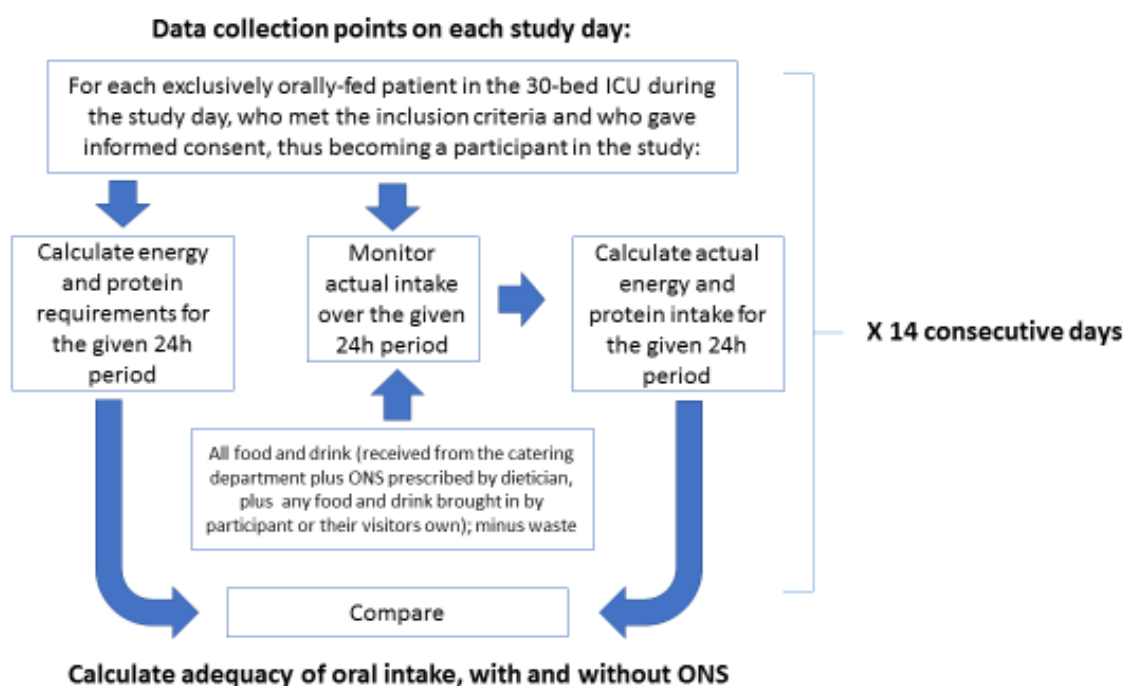 Data collection points on each study day:
For each exclusively orally-fed patient in the 30-bed ICU during
the study day, who met the inclusion criteria and who gave
informed consent, thus becoming a participant in the study:
Calculate energy
and protein
requirements for
the given 24h
period
Monitor
actual intake
over the given
24h period
Calculate actual
energy and
protein intake for
the given 24h
period
X 14 consecutive days
All food and drink (received from the catering
department plus ONS prescribed by dietician,
plus any food and drink brought in by
participant or their visitors own); minus waste
Compare
Calculate adequacy of oral intake, with and without ONS